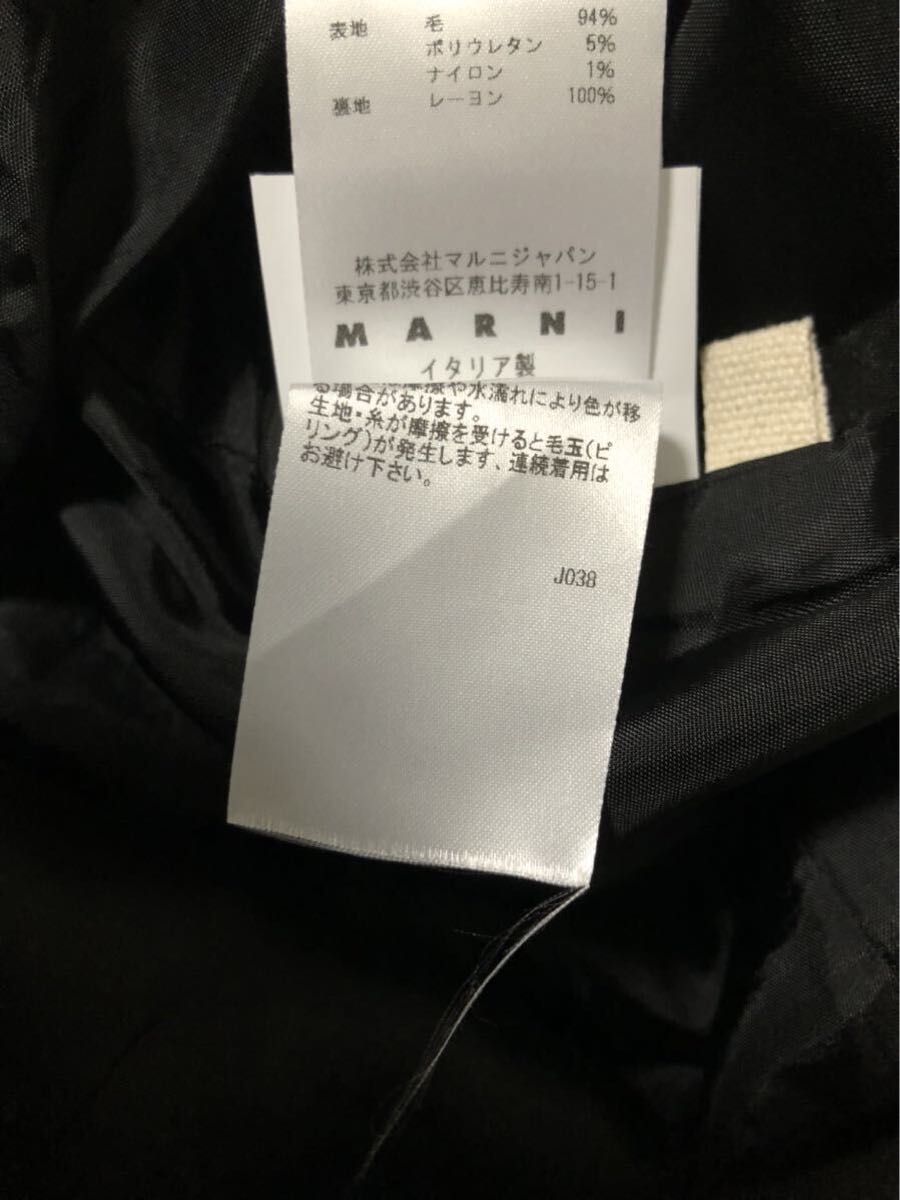 表地 毛 94%
ポリウレタン 5%
ナイロン 1%
裏地 レーヨン 100%
株式会社マルニジャパン
東京都渋谷区恵比寿南1-15-1
MARNI
イタリア製
る場合があります。や水濡れにより色が移
生地・糸が摩擦を受けると毛玉(ピ
リング)が発生します、連続着用は
お避け下さい。
J038